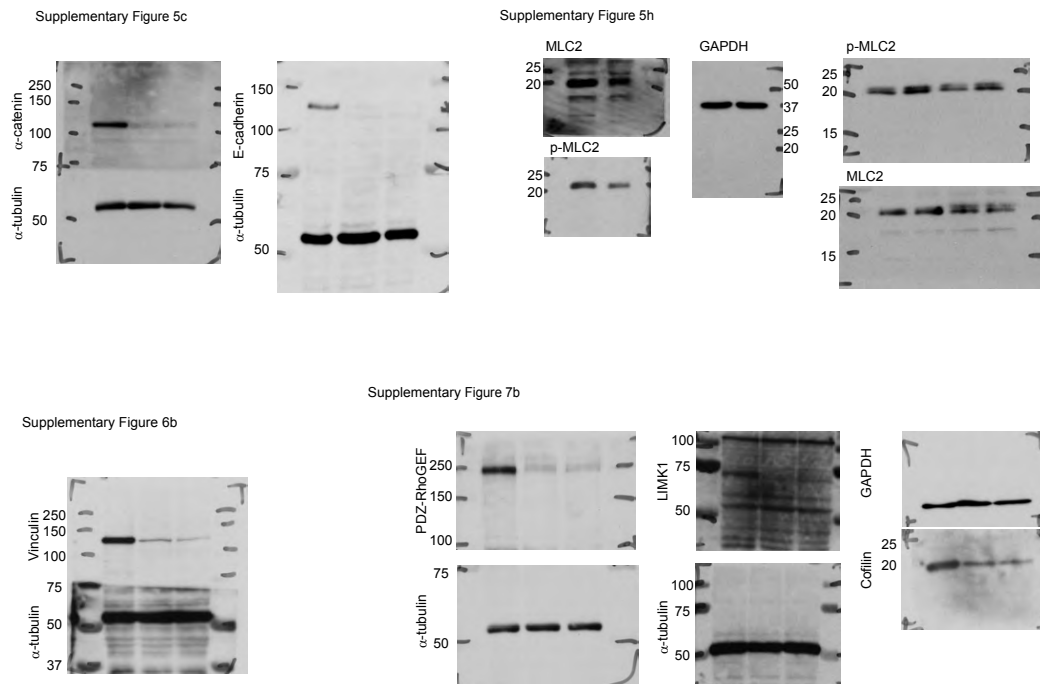 Supplementary Figure 5c
α-catenin
α-tubulin
250
150
100
75
50
E-cadherin
α-tubulin
150
100
75
50
Supplementary Figure 5h
MLC2
25
20
p-MLC2
25
20
GAPDH
50
37
25
20
p-MLC2
25
20
15
MLC2
25
20
15
Supplementary Figure 6b
Vinculin
α-tubulin
250
150
100
75
50
37
Supplementary Figure 7b
PDZ-RhoGEF
250
150
100
α-tubulin
75
50
LIMK1
100
75
50
α-tubulin
100
75
50
GAPDH
Cofilin
25
20